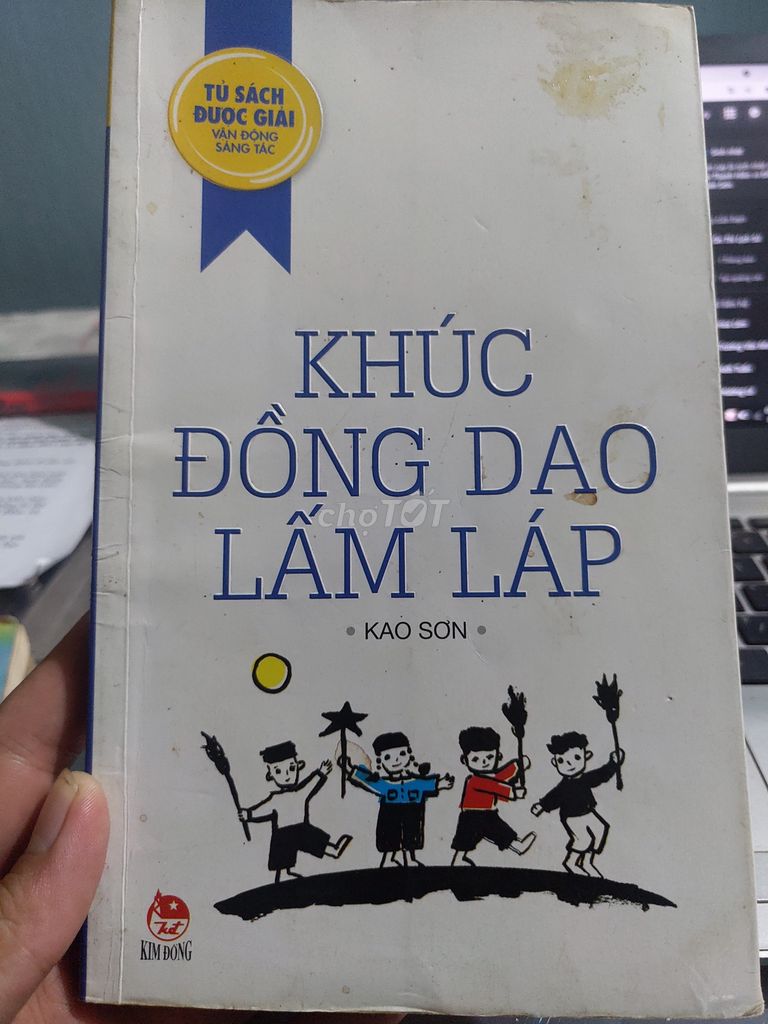 TỦ SÁCH
ĐƯỢC GIẢI
VẬN ĐỘNG
SÁNG TÁC
KHÚC
ĐỒNG DAO
LẤM LÁP
chợTỐT
• KAO SƠN •
KIM ĐỒNG